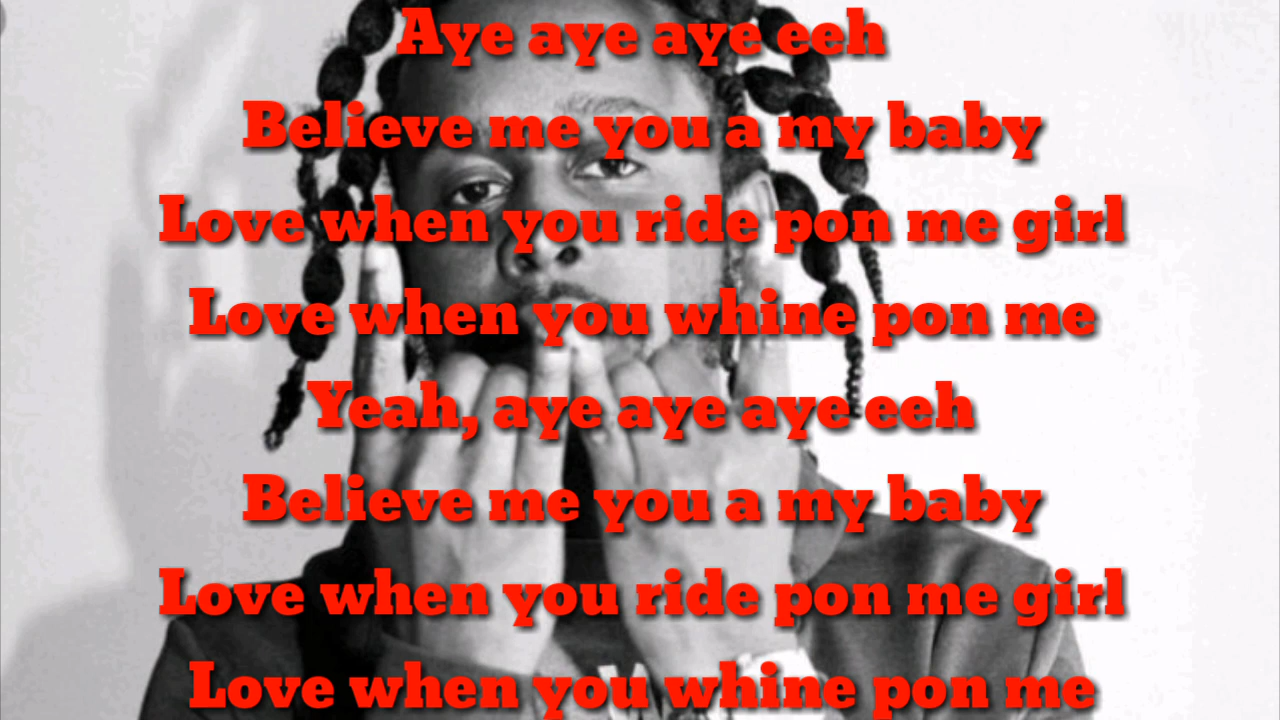 Aye aye aye eeh
Believe me you a my baby
Love when you ride pon me girl
Love when you whine pon me
Yeah, aye aye aye eeh
Believe me you a my baby
Love when you ride pon me girl
Love when you whine pon me